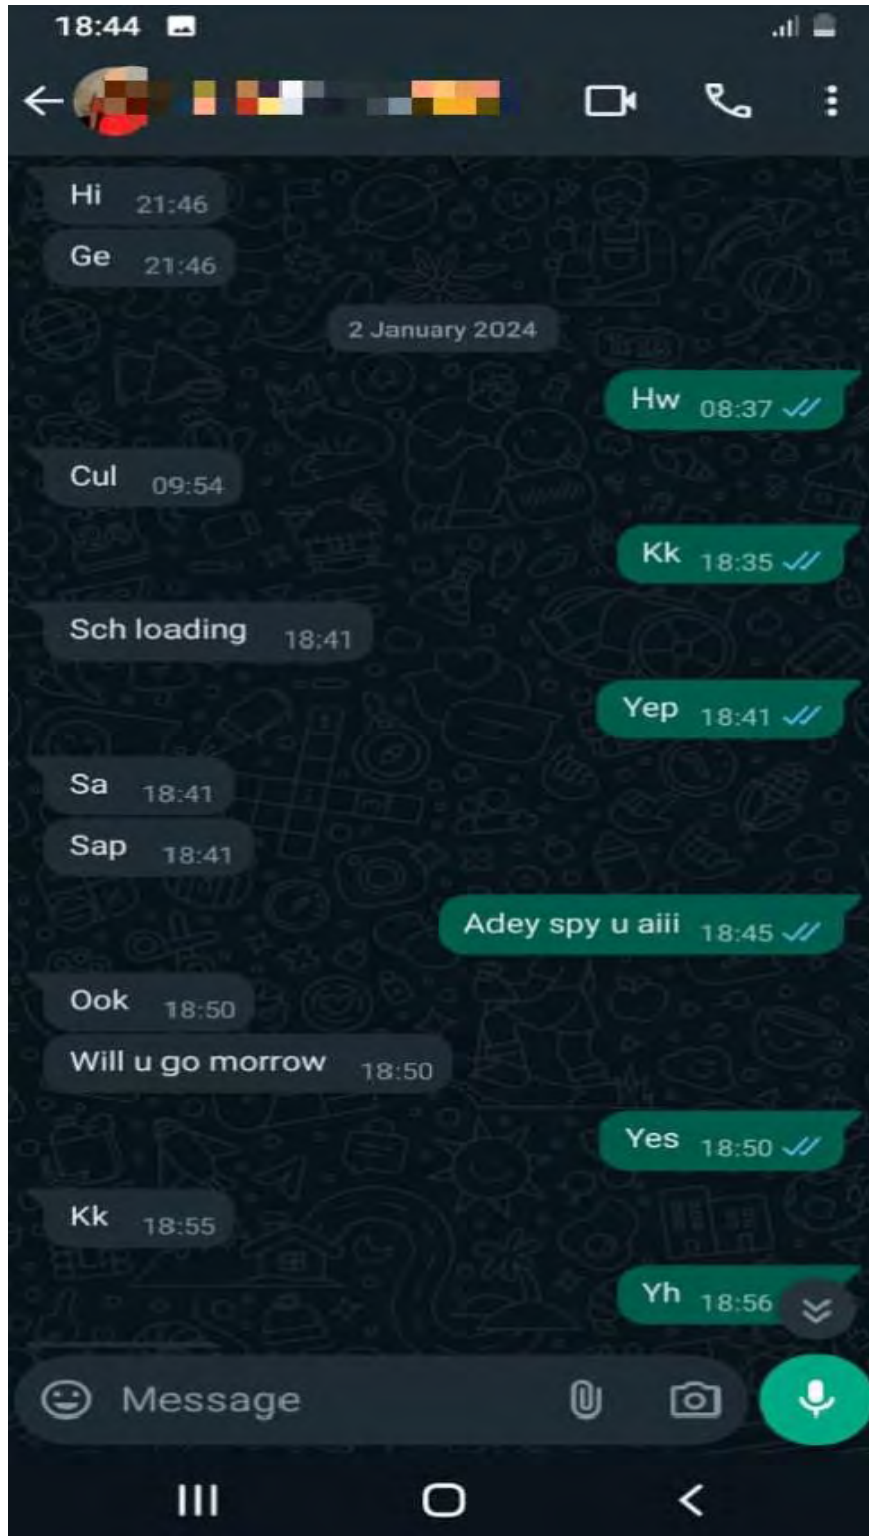 18:44
Hi 21:46
Ge 21:46
2 January 2024
Hw 08:37
Cul 09:54
Kk 18:35
Sch loading 18:41
Yep 18:41
Sa 18:41
Sap 18:41
Adey spy u aiii 18:45
Ook 18:50
Will u go morrow 18:50
Yes 18:50
Kk 18:55
Yh 18:56
Message